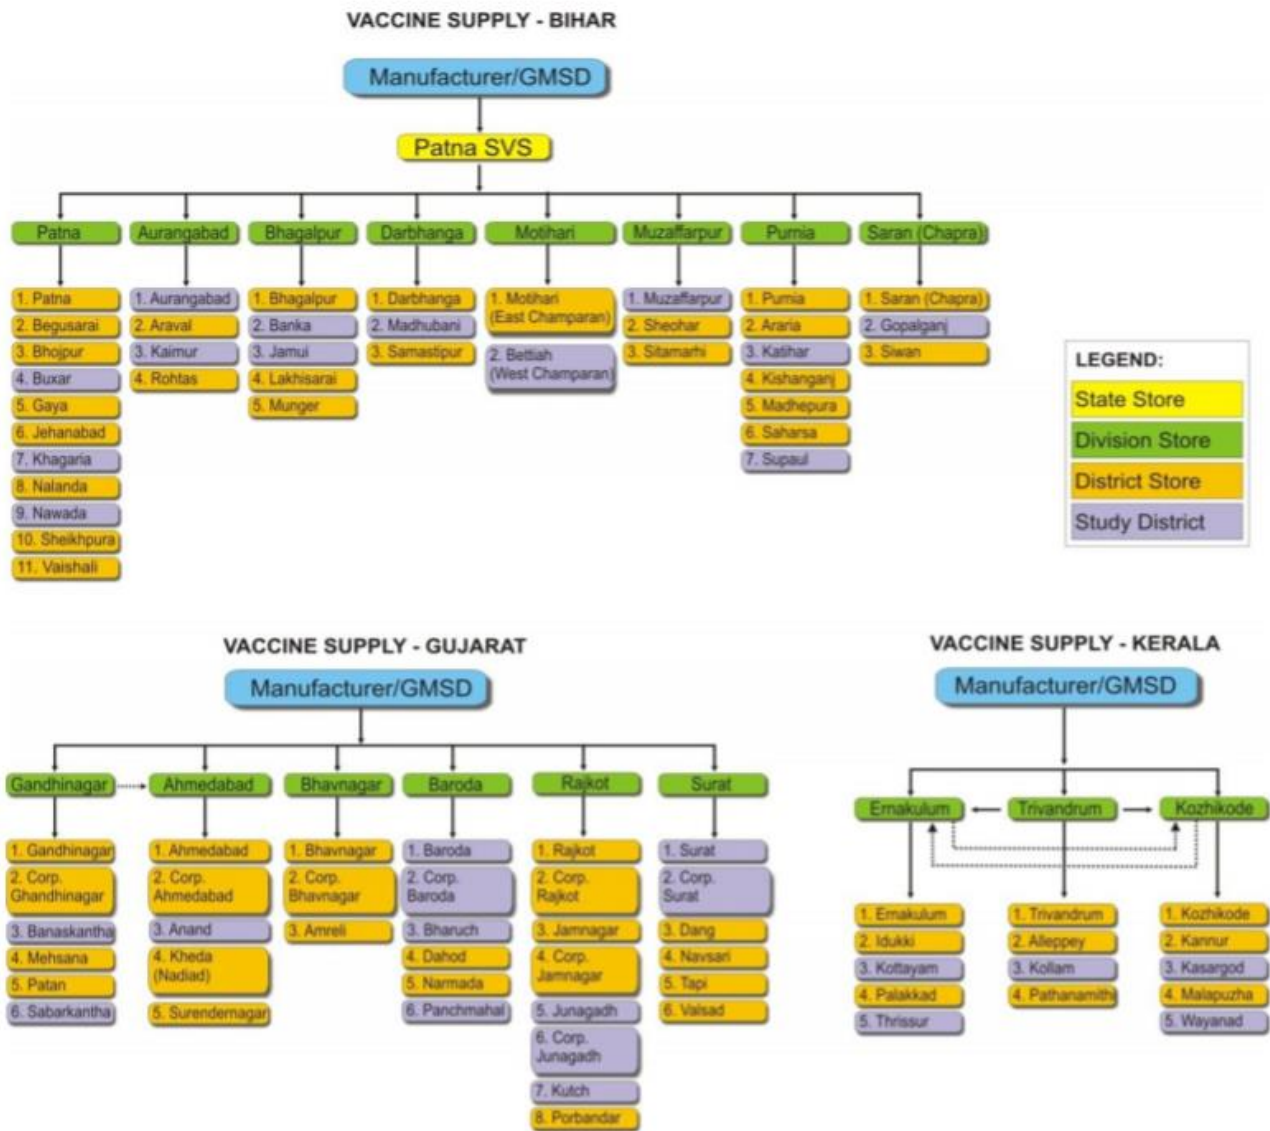 VACCINE SUPPLY - BIHAR
Manufacturer/GMSD
Patna SVS
Patna
Aurangabad
Bhagalpur
Darbhanga
Motihari
Muzaffarpur
Purnia
Saran (Chapra)
1. Patna
2. Begusarai
3. Bhojpur
4. Buxar
5. Gaya
6. Jehanabad
7. Khagaria
8. Nalanda
9. Nawada
10. Sheikhpura
11. Vaishali
1. Aurangabad
2. Araval
3. Kaimur
4. Rohtas
1. Bhagalpur
2. Banka
3. Jamui
4. Lakhisarai
5. Munger
1. Darbhanga
2. Madhubani
3. Samastipur
1. Motihari
(East Champaran)
2. Bettiah
(West Champaran)
1. Muzaffarpur
2. Sheohar
3. Sitamarhi
1. Purnia
2. Araria
3. Katihar
4. Kishanganj
5. Madhepura
6. Saharsa
7. Supaul
1. Saran (Chapra)
2. Gopalganj
3. Siwan
LEGEND:
State Store
Division Store
District Store
Study District
VACCINE SUPPLY - GUJARAT
Manufacturer/GMSD
Gandhinagar
Ahmedabad
Bhavnagar
Baroda
Rajkot
Surat
1. Gandhinagar
2. Corp.
Ghandhinagar
3. Banaskantha
4. Mehsana
5. Patan
6. Sabarkantha
1. Ahmedabad
2. Corp.
Ahmedabad
3. Anand
4. Kheda
(Nadiad)
5. Surendernagar
1. Bhavnagar
2. Corp.
Bhavnagar
3. Amreli
1. Baroda
2. Corp.
Baroda
3. Bharuch
4. Dahod
5. Narmada
6. Panchmahal
1. Rajkot
2. Corp.
Rajkot
3. Jamnagar
4. Corp.
Jamnagar
5. Junagadh
6. Corp.
Junagadh
7. Kutch
8. Porbandar
1. Surat
2. Corp.
Surat
3. Dang
4. Navsari
5. Tapi
6. Valsad
VACCINE SUPPLY - KERALA
Manufacturer/GMSD
Ernakulum
Trivandrum
Kozhikode
1. Ernakulum
2. Idukki
3. Kottayam
4. Palakkad
5. Thrissur
1. Trivandrum
2. Alleppey
3. Kollam
4. Pathanamithi
1. Kozhikode
2. Kannur
3. Kasargod
4. Malapuzha
5. Wayanad